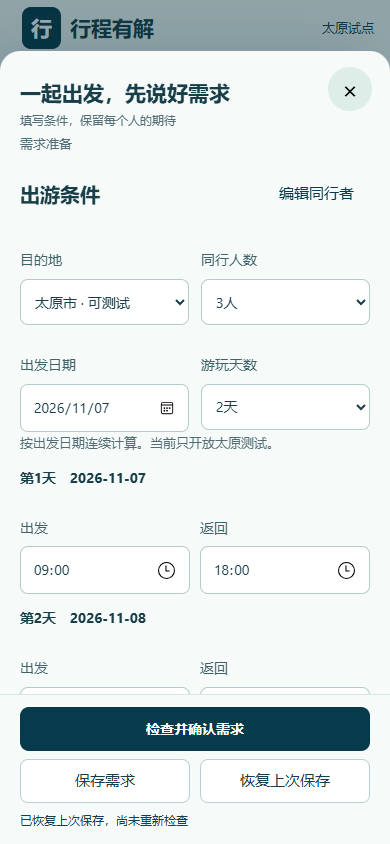 行 行程有解 太原试点
一起出发，先说好需求
×
填写条件，保留每个人的期待
需求准备
出游条件 编辑同行者
目的地 同行人数
太原市 · 可测试 3人
出发日期 游玩天数
2026/11/07 2天
按出发日期连续计算。当前只开放太原测试。
第1天 2026-11-07
出发 返回
09:00 18:00
第2天 2026-11-08
出发 返回
检查并确认需求
保存需求 恢复上次保存
已恢复上次保存，尚未重新检查